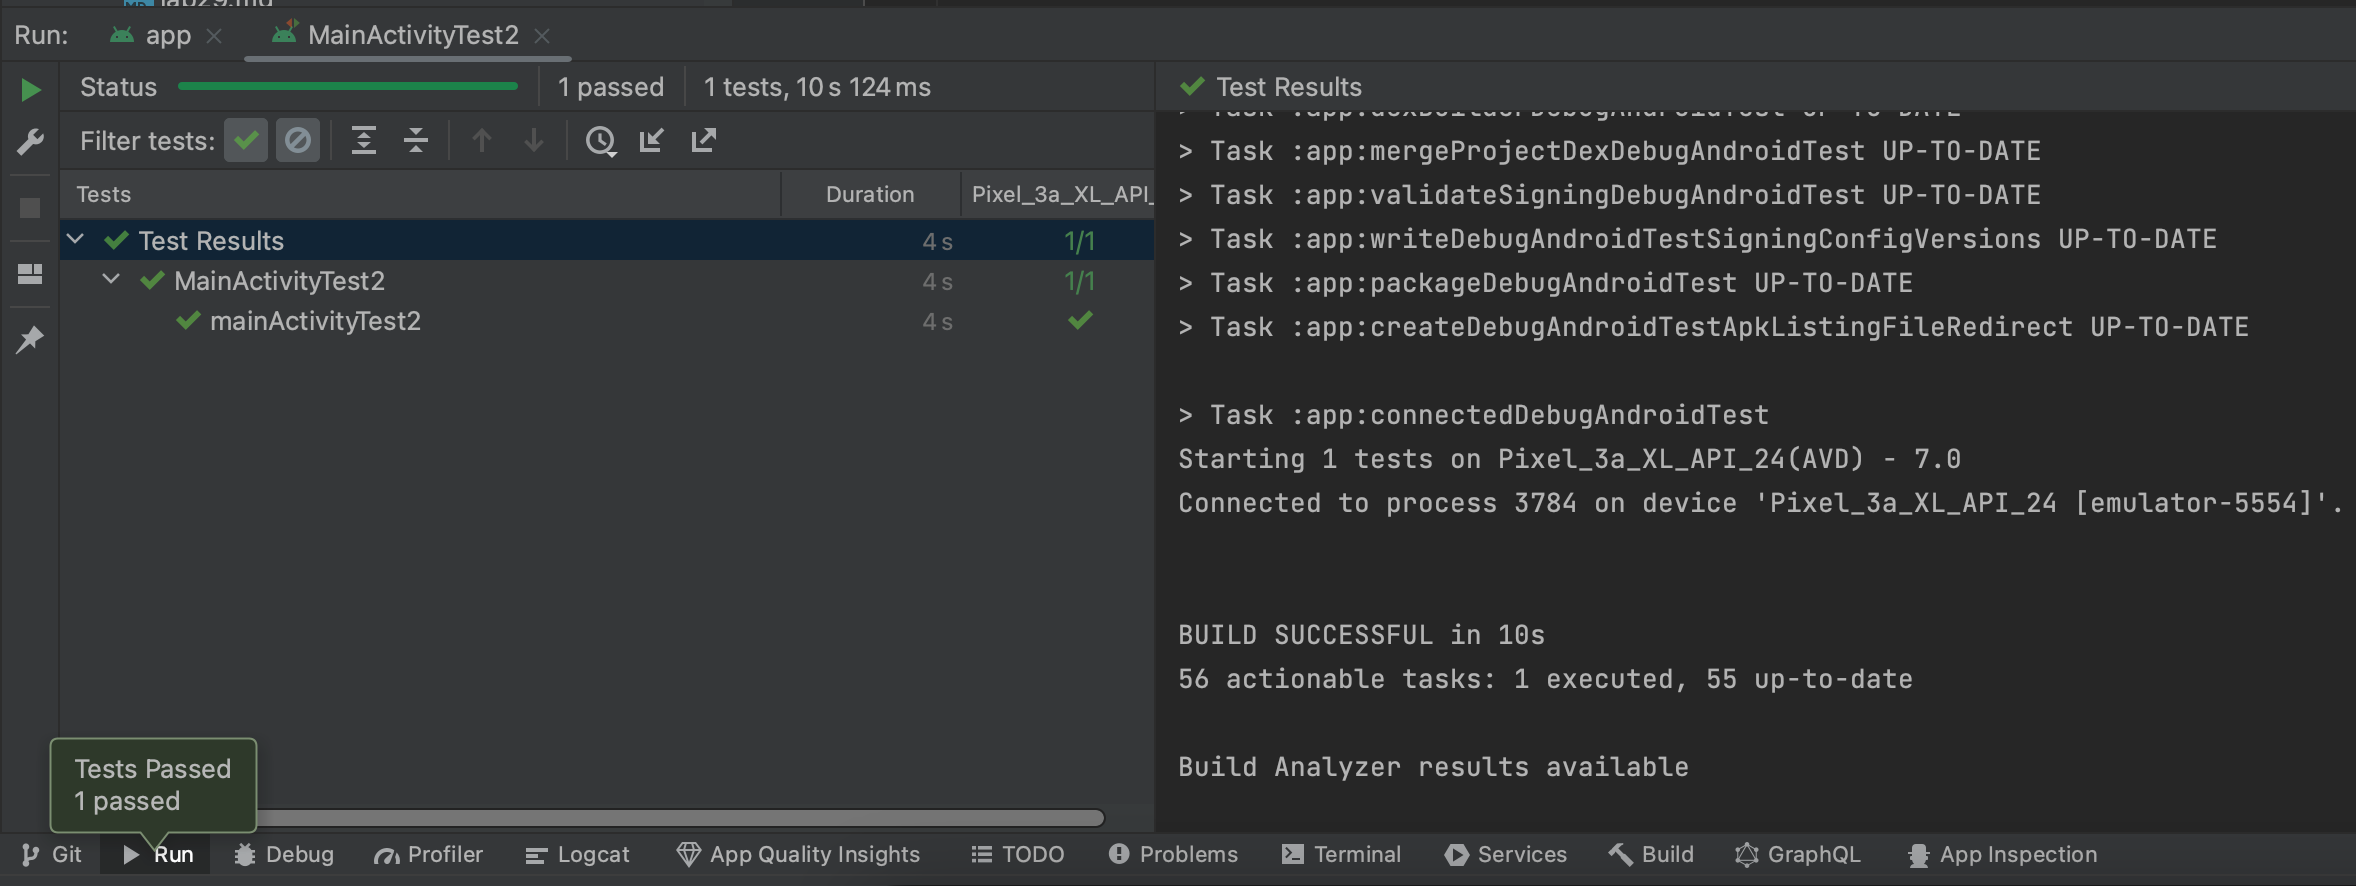 Run:
app
MainActivityTest2
Status
1 passed
1 tests, 10 s 124 ms
Filter tests:
Tests
Duration
Pixel_3a_XL_API_
Test Results
4 s
1/1
MainActivityTest2
4 s
1/1
mainActivityTest2
4 s
Test Results
> Task :app:dexBuilderDebugAndroidTest UP-TO-DATE
> Task :app:mergeProjectDexDebugAndroidTest UP-TO-DATE
> Task :app:validateSigningDebugAndroidTest UP-TO-DATE
> Task :app:writeDebugAndroidTestSigningConfigVersions UP-TO-DATE
> Task :app:packageDebugAndroidTest UP-TO-DATE
> Task :app:createDebugAndroidTestApkListingFileRedirect UP-TO-DATE
> Task :app:connectedDebugAndroidTest
Starting 1 tests on Pixel_3a_XL_API_24(AVD) - 7.0
Connected to process 3784 on device 'Pixel_3a_XL_API_24 [emulator-5554]'.
BUILD SUCCESSFUL in 10s
56 actionable tasks: 1 executed, 55 up-to-date
Build Analyzer results available
Tests Passed
1 passed
Git
Run
Debug
Profiler
Logcat
App Quality Insights
TODO
Problems
Terminal
Services
Build
GraphQL
App Inspection